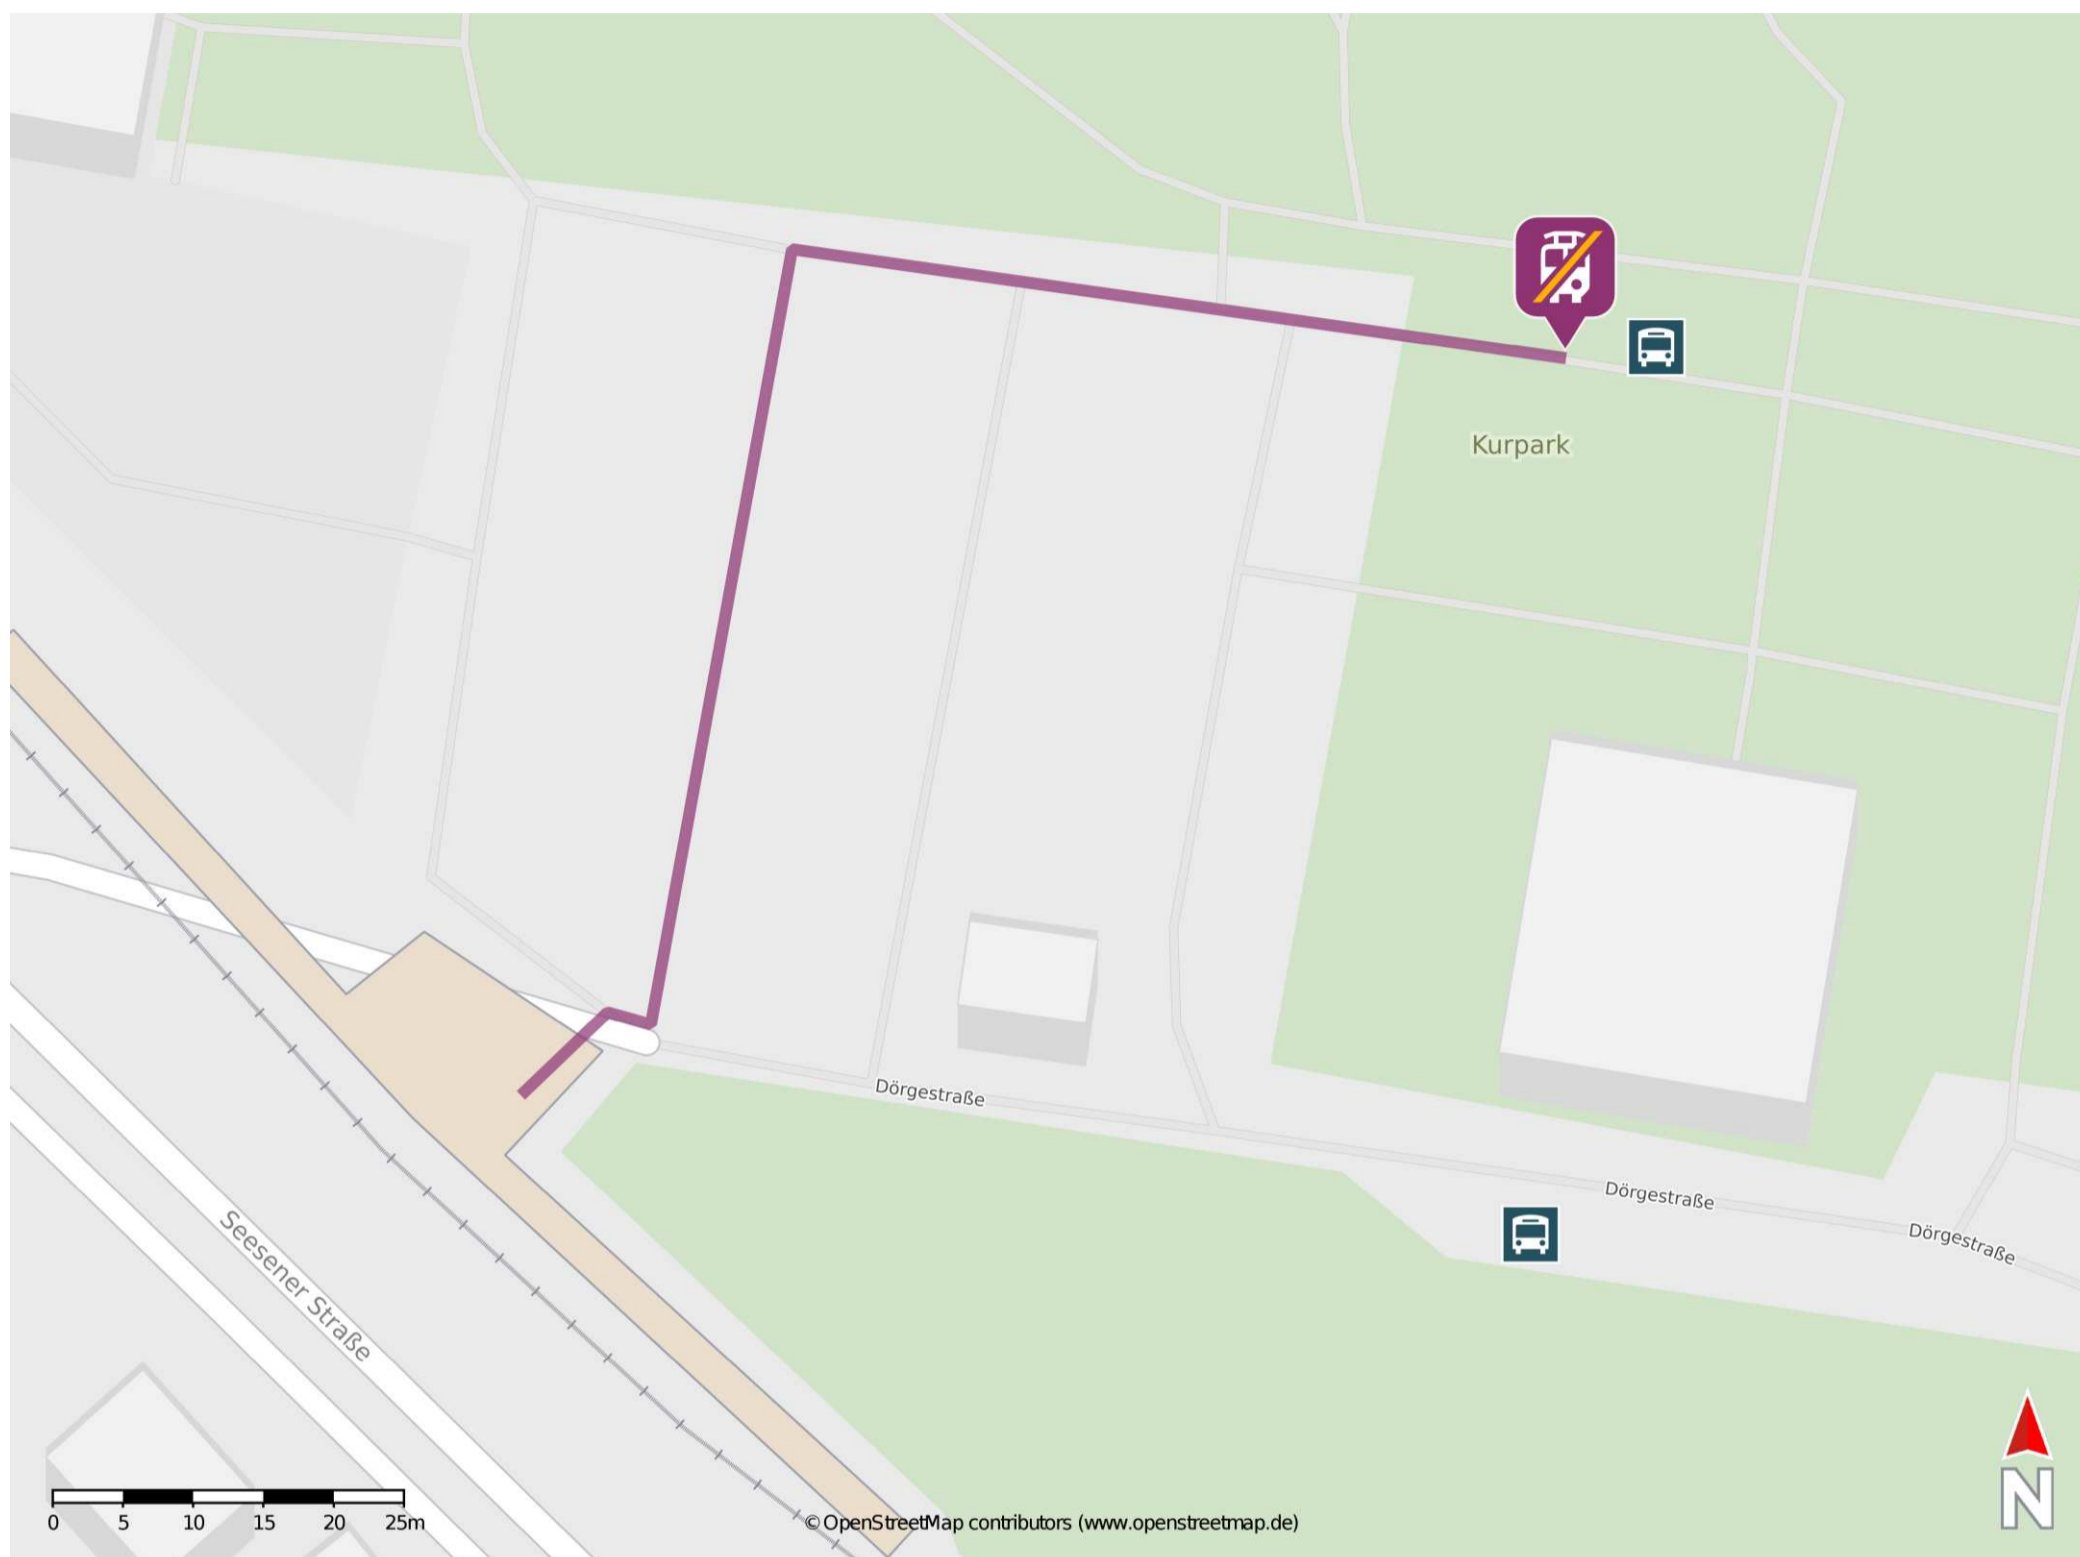 Kurpark
Dörgestraße
Dörgestraße
Dörgestraße
Seesener Straße
0 5 10 15 20 25m
© OpenStreetMap contributors (www.openstreetmap.de)
N